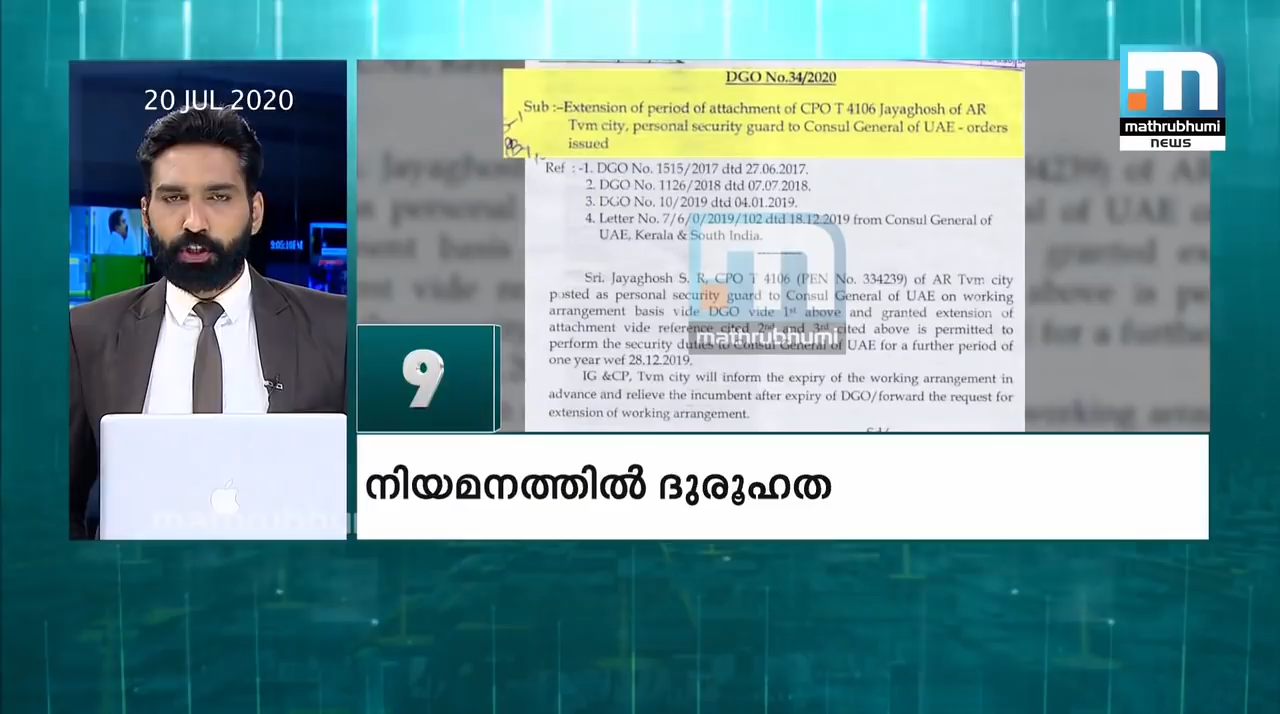 20 JUL 2020
mathrubhumi
NEWS
9:05:10PM
DGO No.34/2020
Sub :-Extension of period of attachment of CPO T 4106 Jayaghosh of AR
Tvm city, personal security guard to Consul General of UAE - orders
issued
Ref : -1. DGO No. 1515/2017 dtd 27.06.2017.
2. DGO No. 1126/2018 dtd 07.07.2018.
3. DGO No. 10/2019 dtd 04.01.2019.
4. Letter No. 7/6/0/2019/102 dtd 18.12.2019 from Consul General of
UAE, Kerala & South India.
Sri. Jayaghosh S. R, CPO T 4106 (PEN No. 334239) of AR Tvm city
posted as personal security guard to Consul General of UAE on working
arrangement basis vide DGO vide 1st above and granted extension of
attachment vide reference cited 2nd and 3rd cited above is permitted to
perform the security duties to Consul General of UAE for a further period of
one year wef 28.12.2019.
IG &CP, Tvm city will inform the expiry of the working arrangement in
advance and relieve the incumbent after expiry of DGO/forward the request for
extension of working arrangement.
mathrubhumi
9
നിയമനത്തിൽ ദുരൂഹത
mathrubhumi